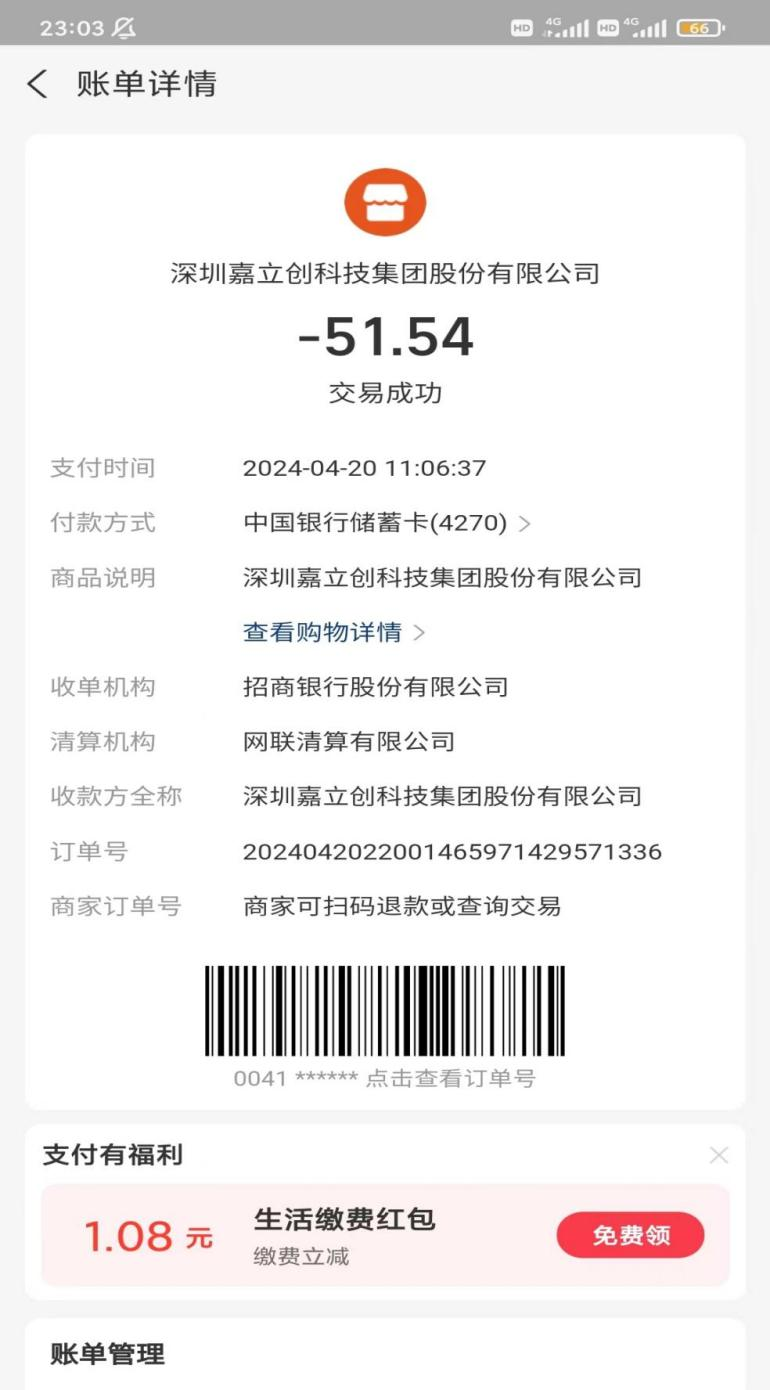 23:03 HD 4G HD 4G 66
账单详情
深圳嘉立创科技集团股份有限公司
-51.54
交易成功
支付时间 2024-04-20 11:06:37
付款方式 中国银行储蓄卡(4270) >
商品说明 深圳嘉立创科技集团股份有限公司
查看购物详情 >
收单机构 招商银行股份有限公司
清算机构 网联清算有限公司
收款方全称 深圳嘉立创科技集团股份有限公司
订单号 2024042022001465971429571336
商家订单号 商家可扫码退款或查询交易
0041 ****** 点击查看订单号
支付有福利
1.08 元 生活缴费红包 免费领
缴费立减
账单管理